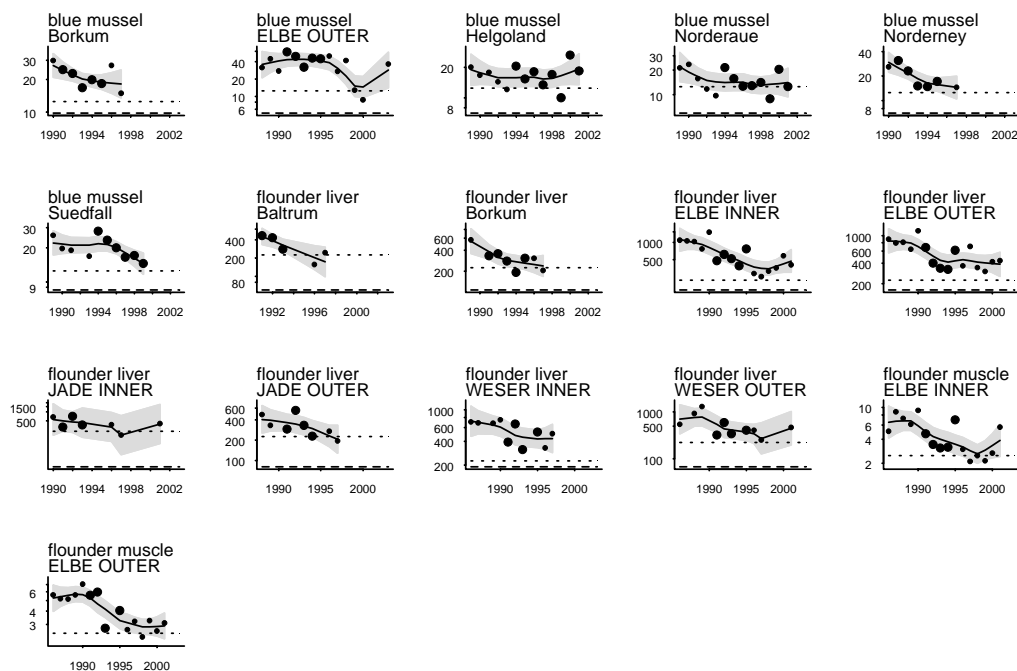 blue mussel
Borkum
30
20
10
1990 1994 1998 2002
blue mussel
ELBE OUTER
40
20
10
6
1990 1995 2000
blue mussel
Helgoland
20
8
1990 1994 1998 2002
blue mussel
Norderaue
20
10
1990 1994 1998 2002
blue mussel
Norderney
40
20
8
1990 1994 1998 2002
blue mussel
Suedfall
30
20
9
1990 1994 1998 2002
flounder liver
Baltrum
400
200
80
1992 1996 2000
flounder liver
Borkum
600
400
200
1990 1994 1998 2002
flounder liver
ELBE INNER
1000
500
1990 1995 2000
flounder liver
ELBE OUTER
1000
600
400
200
1990 1995 2000
flounder liver
JADE INNER
1500
500
1990 1994 1998 2002
flounder liver
JADE OUTER
600
400
200
100
1990 1995 2000
flounder liver
WESER INNER
1000
600
400
200
1990 1995 2000
flounder liver
WESER OUTER
1000
500
100
1990 1995 2000
flounder muscle
ELBE INNER
10
6
4
2
1990 1995 2000
flounder muscle
ELBE OUTER
6
4
3
1990 1995 2000